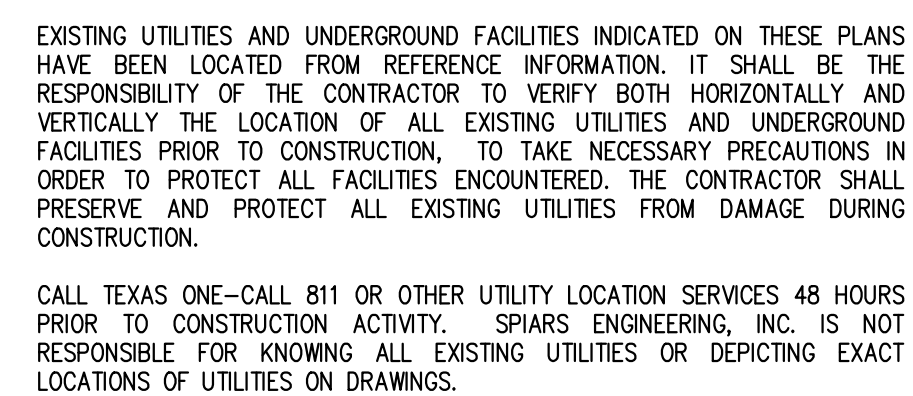 EXISTING UTILITIES AND UNDERGROUND FACILITIES INDICATED ON THESE PLANS
HAVE BEEN LOCATED FROM REFERENCE INFORMATION. IT SHALL BE THE
RESPONSIBILITY OF THE CONTRACTOR TO VERIFY BOTH HORIZONTALLY AND
VERTICALLY THE LOCATION OF ALL EXISTING UTILITIES AND UNDERGROUND
FACILITIES PRIOR TO CONSTRUCTION, TO TAKE NECESSARY PRECAUTIONS IN
ORDER TO PROTECT ALL FACILITIES ENCOUNTERED. THE CONTRACTOR SHALL
PRESERVE AND PROTECT ALL EXISTING UTILITIES FROM DAMAGE DURING
CONSTRUCTION.

CALL TEXAS ONE-CALL 811 OR OTHER UTILITY LOCATION SERVICES 48 HOURS
PRIOR TO CONSTRUCTION ACTIVITY. SPIARS ENGINEERING, INC. IS NOT
RESPONSIBLE FOR KNOWING ALL EXISTING UTILITIES OR DEPICTING EXACT
LOCATIONS OF UTILITIES ON DRAWINGS.